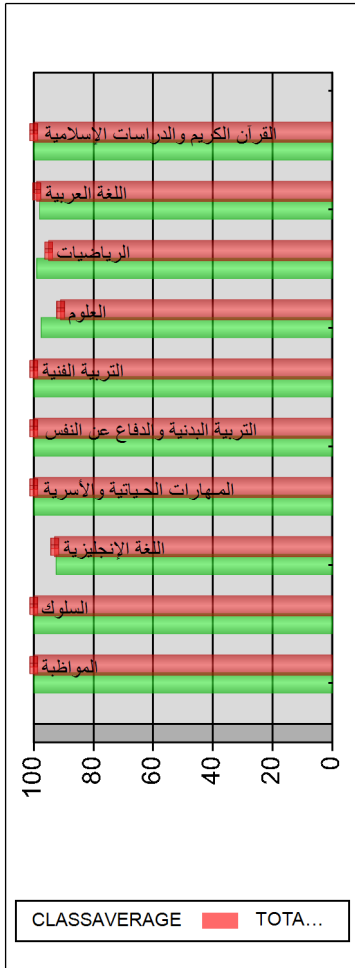 القرآن الكريم والدراسات الإسلامية
اللغة العربية
الرياضيات
العلوم
التربية الفنية
التربية البدنية والدفاع عن النفس
المهارات الحياتية والأسرية
اللغة الإنجليزية
السلوك
المواظبة
100 80 60 40 20 0
CLASSAVERAGE TOTA...